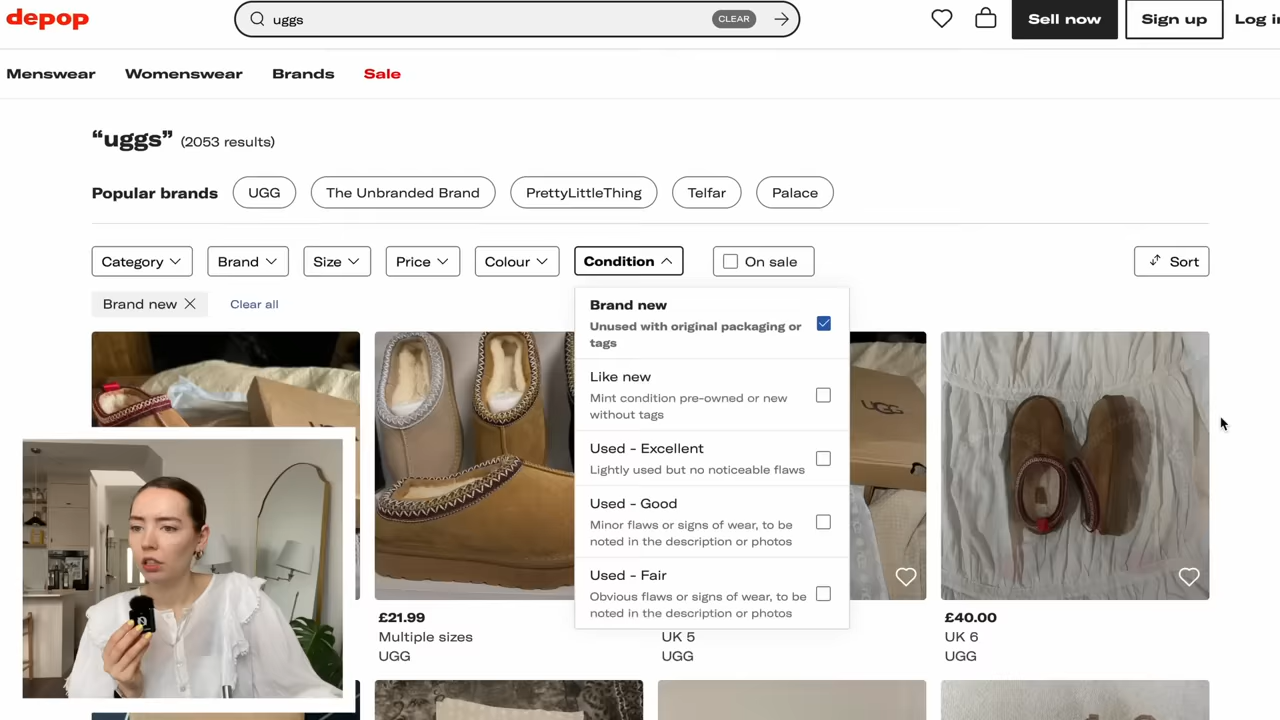 depop
uggs
CLEAR
Sell now
Sign up
Log in
Menswear
Womenswear
Brands
Sale
“uggs” (2053 results)
Popular brands
UGG
The Unbranded Brand
PrettyLittleThing
Telfar
Palace
Category
Brand
Size
Price
Colour
Condition
On sale
Sort
Brand new
Clear all
Brand new
Unused with original packaging or
tags
Like new
Mint condition pre-owned or new
without tags
Used - Excellent
Lightly used but no noticeable flaws
Used - Good
Minor flaws or signs of wear, to be
noted in the description or photos
Used - Fair
Obvious flaws or signs of wear, to be
noted in the description or photos
UGG
£21.99
Multiple sizes
UGG
UK 5
UGG
£40.00
UK 6
UGG